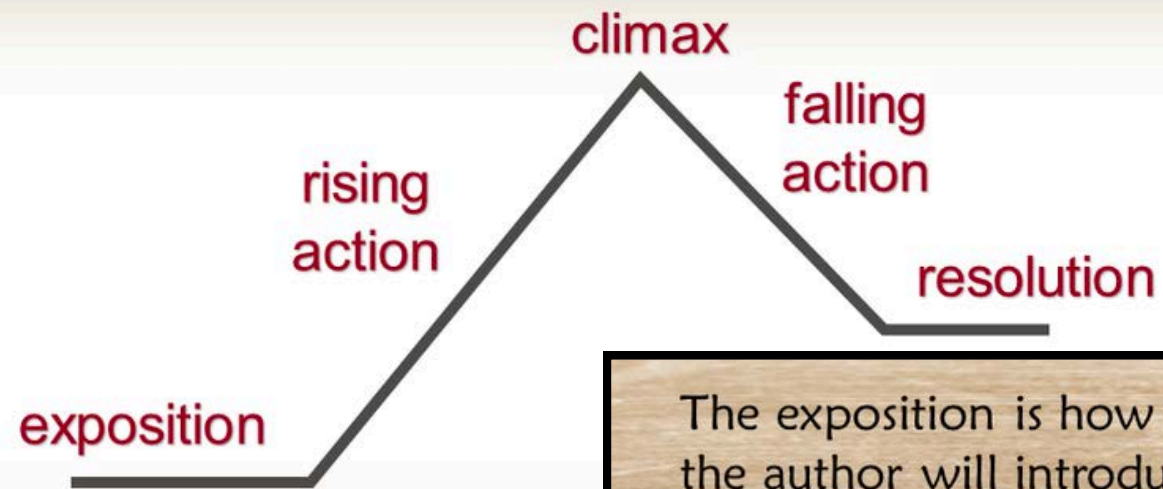 climax
falling
action
rising
action
resolution
exposition
The exposition is how
the author will introdu